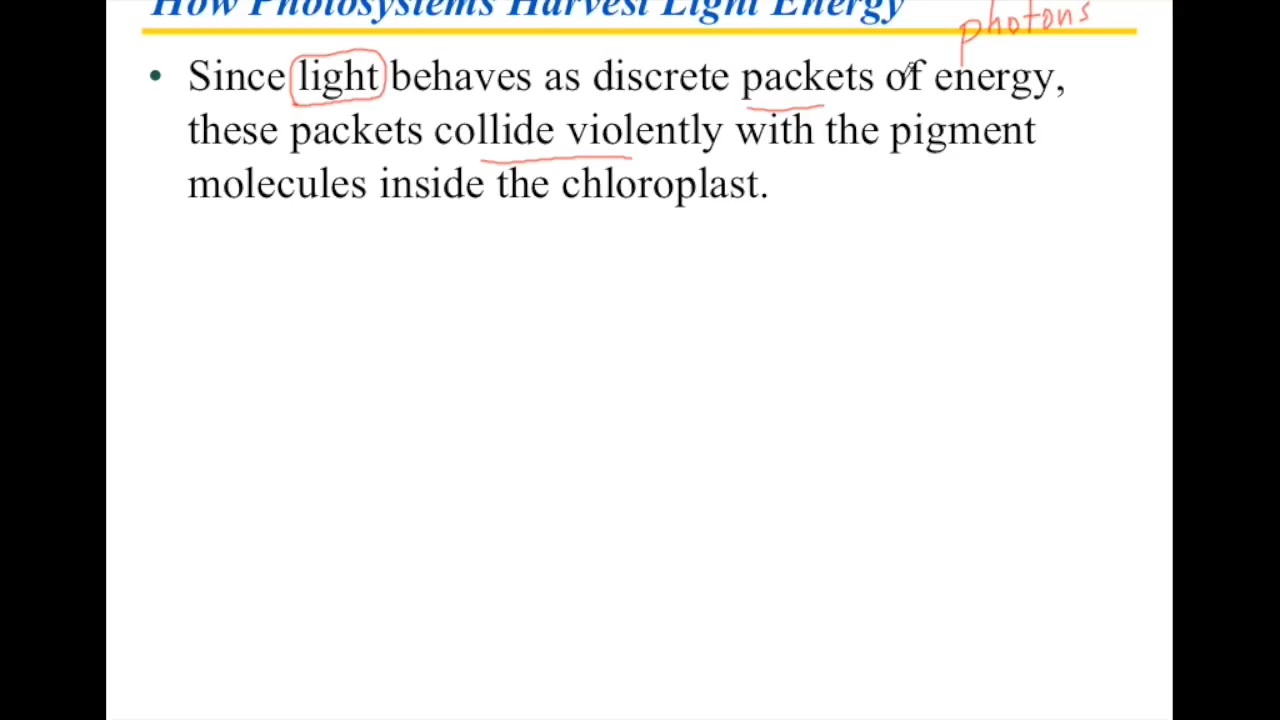 How Photosystems Harvest Light Energy
photons
• Since light behaves as discrete packets of energy,
these packets collide violently with the pigment
molecules inside the chloroplast.